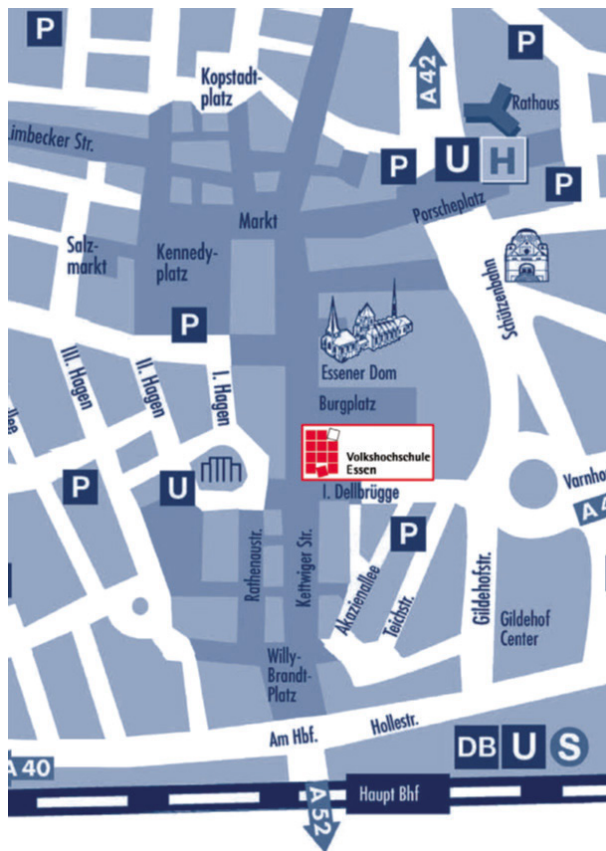 P
P
A 42
Kopstadt-
platz
Rathaus
Limbecker Str.
P
U
H
P
Porscheplatz
Markt
Salz-
markt
Kennedy-
platz
Schützenbahn
P
III. Hagen
II. Hagen
I. Hagen
Essener Dom
Burgplatz
Volkshochschule
Essen
P
U
I. Dellbrügge
P
Rathenaustr.
Kettwiger Str.
Akazienallee
Teichstr.
Gildehofstr.
Gildehof
Center
Willy-
Brandt-
Platz
Am Hbf.
Hollestr.
DB
U
S
A 40
Haupt Bhf
A 52